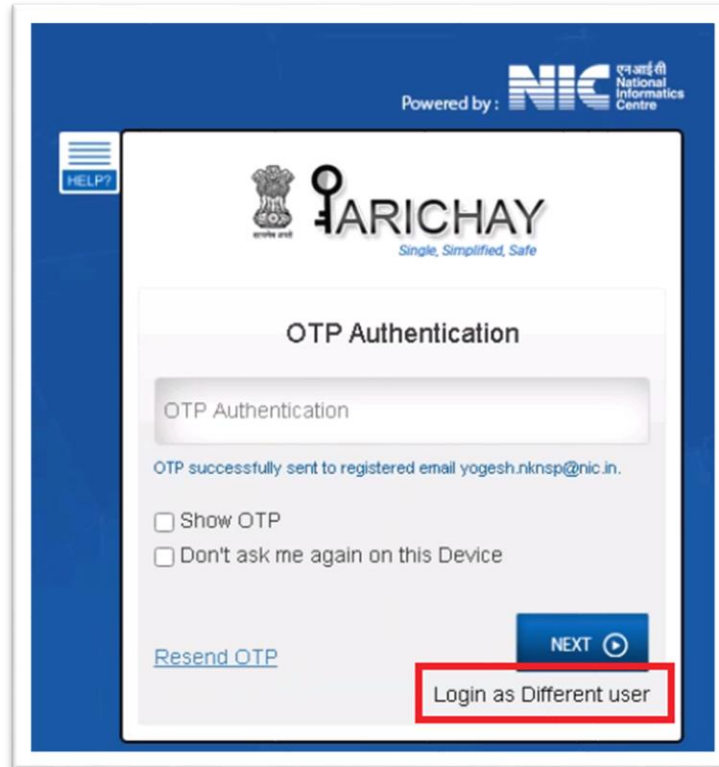 Powered by :
NIC
एन आई सी
National
Informatics
Centre
HELP?
PARICHAY
Single, Simplified, Safe
OTP Authentication
OTP Authentication
OTP successfully sent to registered email yogesh.nknsp@nic.in.
Show OTP
Don't ask me again on this Device
Resend OTP
NEXT
Login as Different user